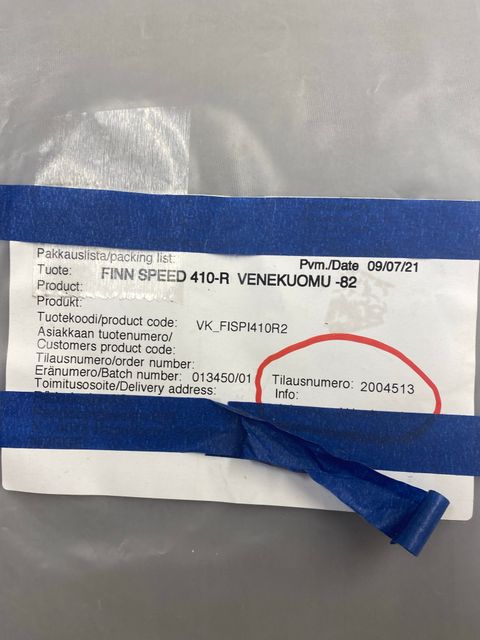 Pakkauslista/packing list:
Pvm./Date 09/07/21
Tuote: FINN SPEED 410-R VENEKUOMU -82
Product:
Produkt:
Tuotekoodi/product code: VK_FISPI410R2
Asiakkaan tuotenumero/
Customers product code:
Tilausnumero/order number:
Eränumero/Batch number: 013450/01
Tilausnumero: 2004513
Toimitusosoite/Delivery address:
Info: